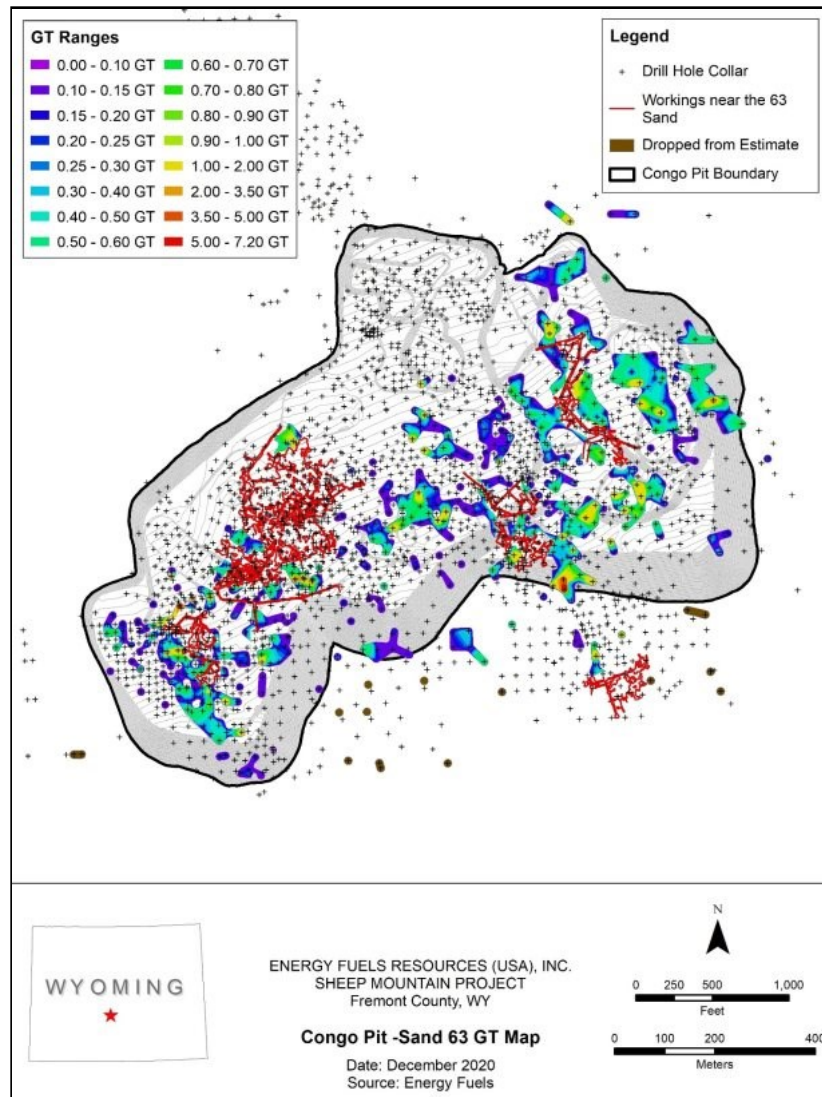 GT Ranges
0.00 - 0.10 GT
0.10 - 0.15 GT
0.15 - 0.20 GT
0.20 - 0.25 GT
0.25 - 0.30 GT
0.30 - 0.40 GT
0.40 - 0.50 GT
0.50 - 0.60 GT
0.60 - 0.70 GT
0.70 - 0.80 GT
0.80 - 0.90 GT
0.90 - 1.00 GT
1.00 - 2.00 GT
2.00 - 3.50 GT
3.50 - 5.00 GT
5.00 - 7.20 GT
Legend
Drill Hole Collar
Workings near the 63
Sand
Dropped from Estimate
Congo Pit Boundary
WYOMING
ENERGY FUELS RESOURCES (USA), INC.
SHEEP MOUNTAIN PROJECT
Fremont County, WY
Congo Pit -Sand 63 GT Map
Date: December 2020
Source: Energy Fuels
N
0 250 500 1,000
Feet
0 100 200 400
Meters